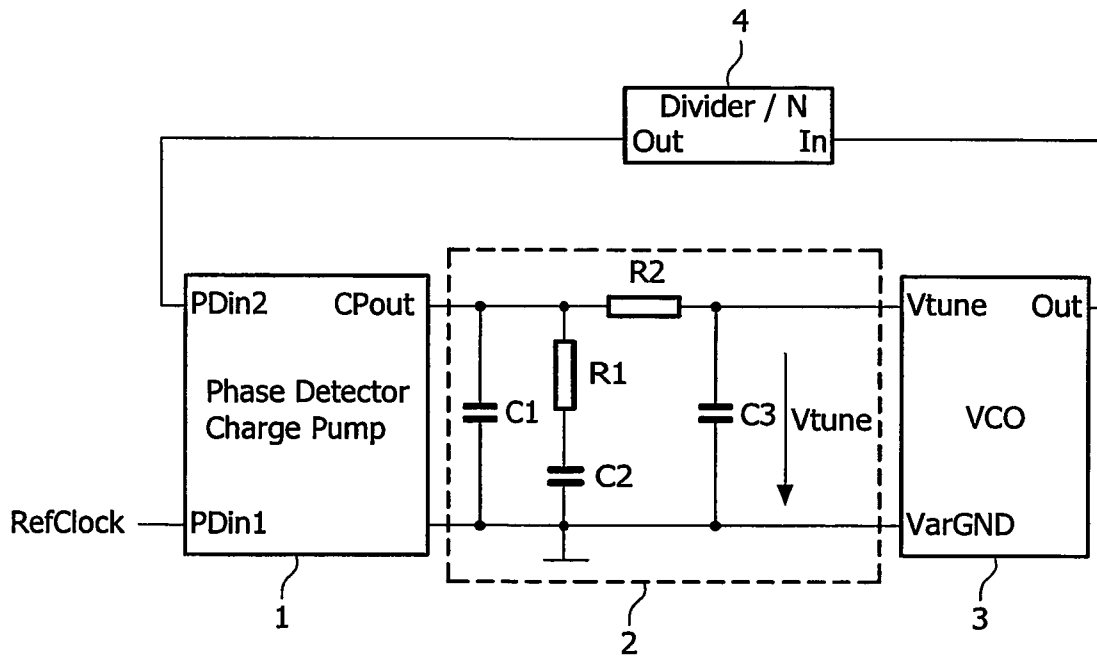 4
Divider / N
Out In
R2
PDin2 CPout
Vtune Out
R1
Phase Detector
Charge Pump
C1
C3
Vtune
VCO
C2
RefClock
PDin1
VarGND
1
2
3